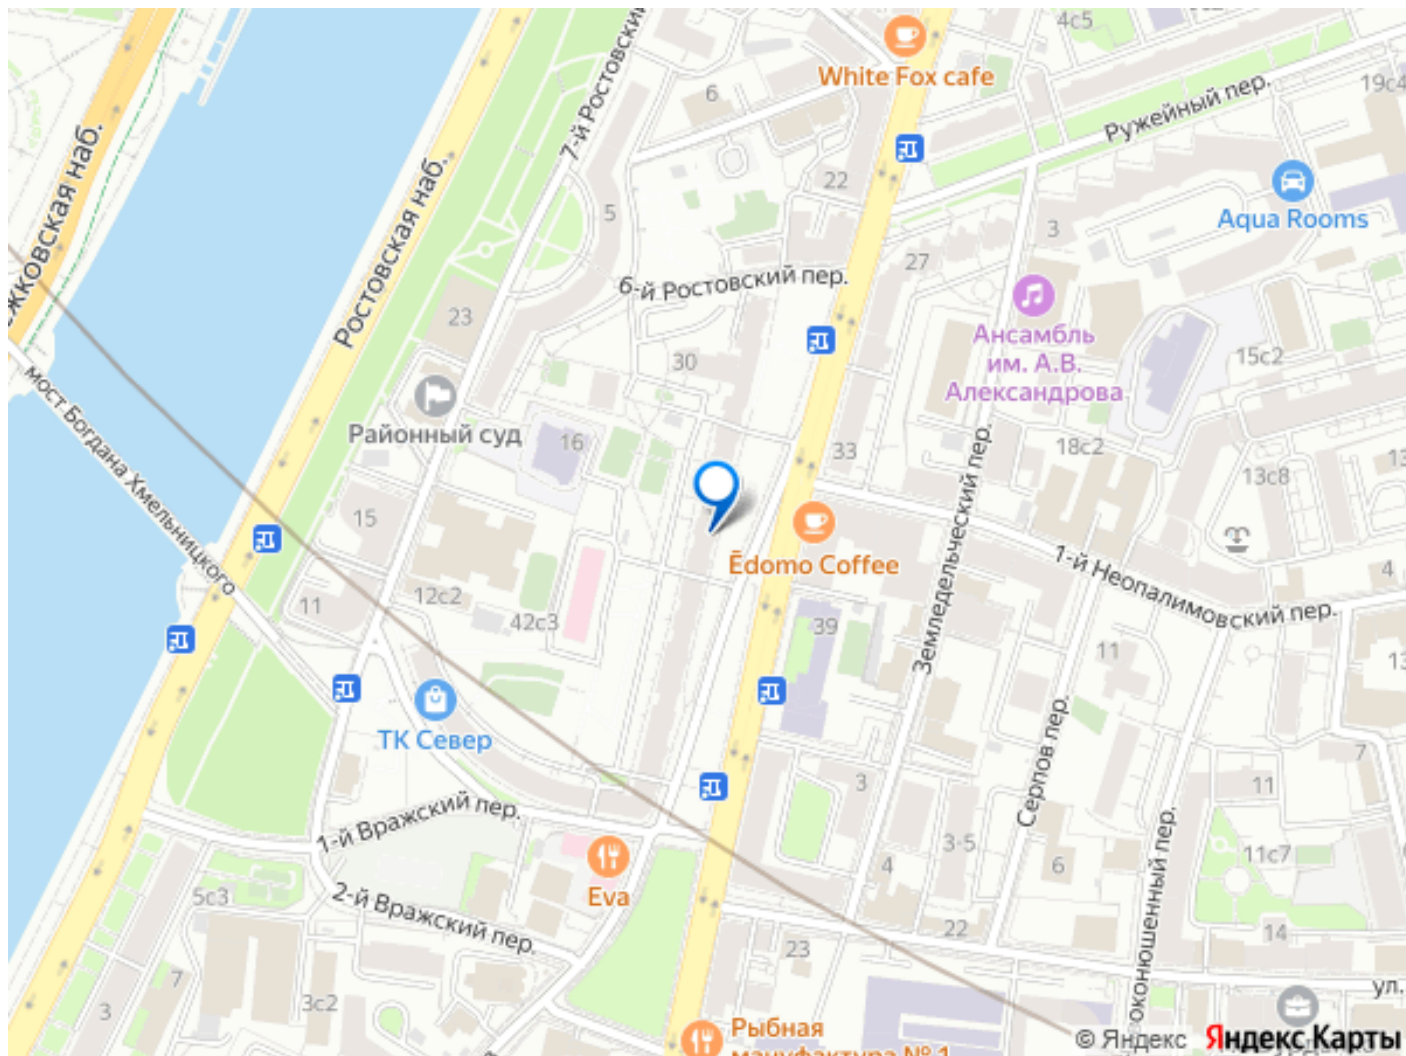 4с5
White Fox cafe
19с4
6
Ружейный пер.
7-й Ростовский
22
Aqua Rooms
5
3
Ростовская наб.
27
6-й Ростовский пер.
23
Ансамбль
им. А.В.
Александрова
15с2
30
мост Богдана Хмельницкого
Районный суд
16
33
18с2
13с8
15
Ēdomo Coffee
1-й Неопалимовский пер.
Земледельческий пер.
4
11
12с2
42с3
39
11
ТК Север
Серпов пер.
7
3
11
1-й Вражский пер.
3-5
Eva
4
6
11с7
5с3
2-й Вражский пер.
22
14
23
7
3с2
3
ул.
Рыбная
мануфактура № 1
© Яндекс Яндекс Карты